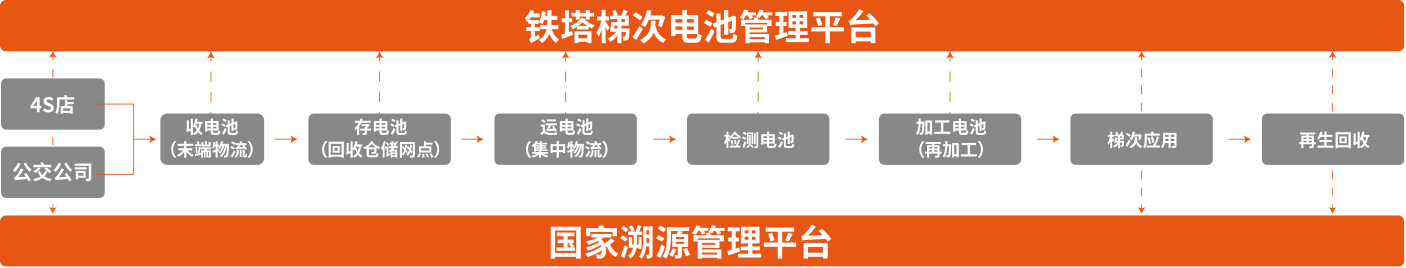 铁塔梯次电池管理平台
4S店
公交公司
收电池
（末端物流）
存电池
（回收仓储网点）
运电池
（集中物流）
检测电池
加工电池
（再加工）
梯次应用
再生回收
国家溯源管理平台